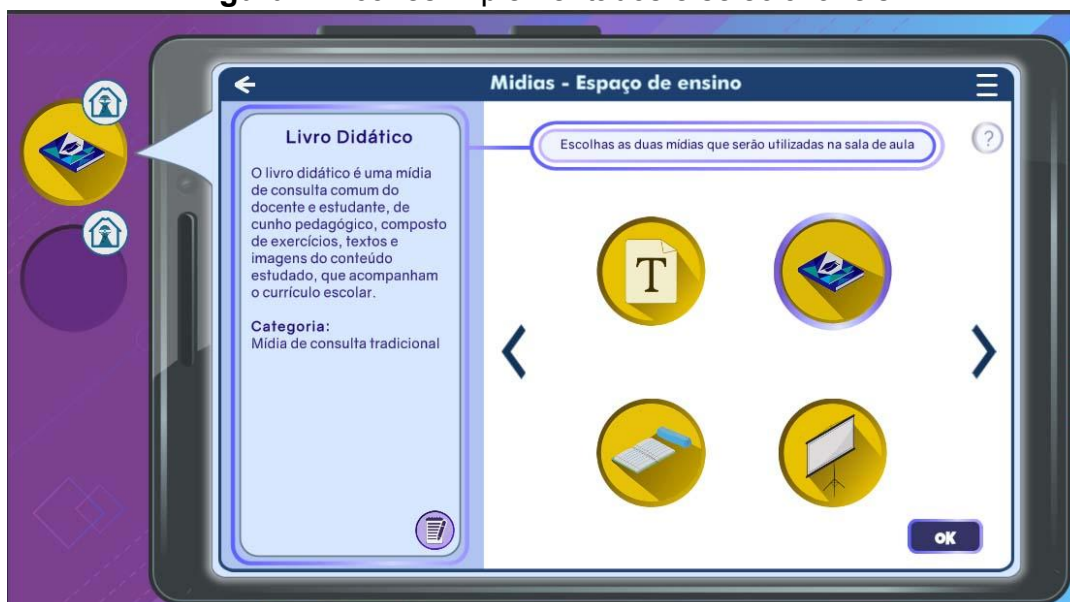 Mídias - Espaço de ensino
Livro Didático
O livro didático é uma mídia
de consulta comum do
docente e estudante, de
cunho pedagógico, composto
de exercícios, textos e
imagens do conteúdo
estudado, que acompanham
o currículo escolar.
Categoria:
Mídia de consulta tradicional
Escolhas as duas mídias que serão utilizadas na sala de aula
?
T
OK